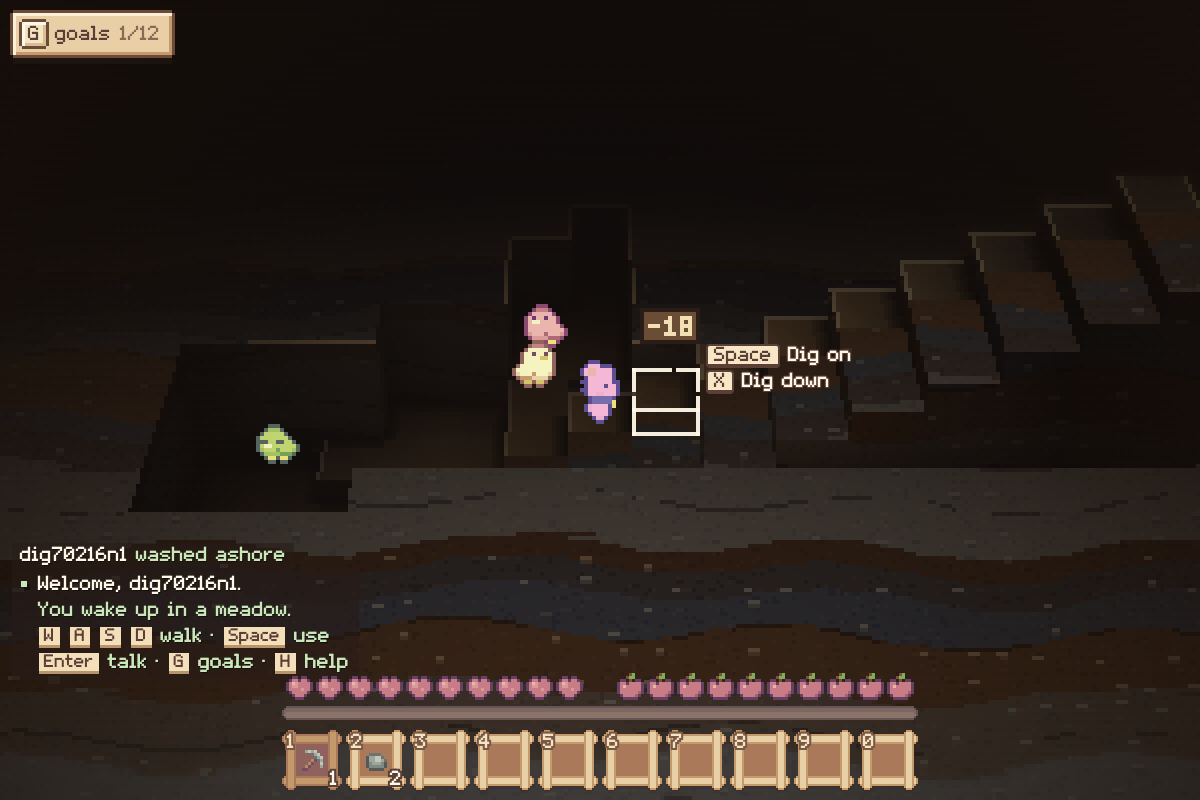 G goals 1/12
-18
Space Dig on
X Dig down
dig70216n1 washed ashore
Welcome, dig70216n1.
You wake up in a meadow.
W A S D walk · Space use
Enter talk · G goals · H help
1 2 3 4 5 6 7 8 9 0
1 2